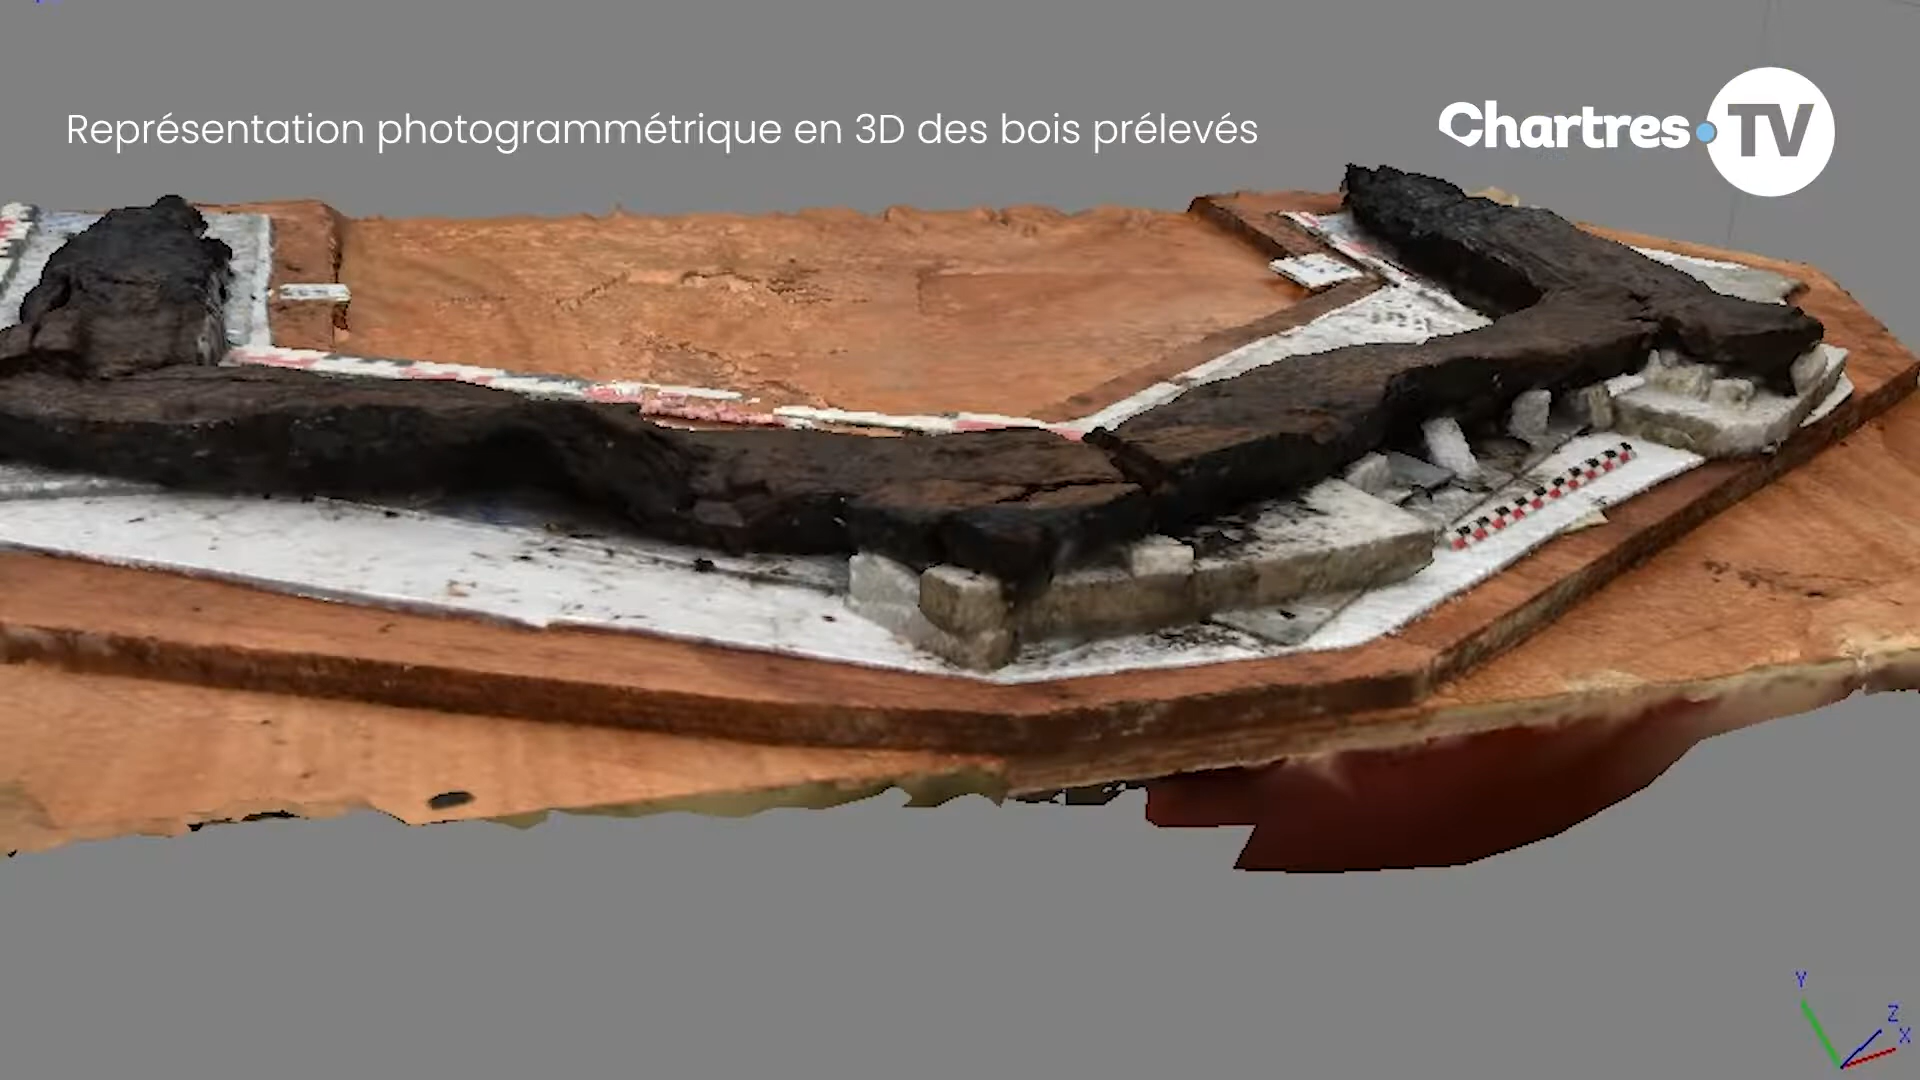 Représentation photogrammétrique en 3D des bois prélevés
Chartres.TV
Y
Z
X